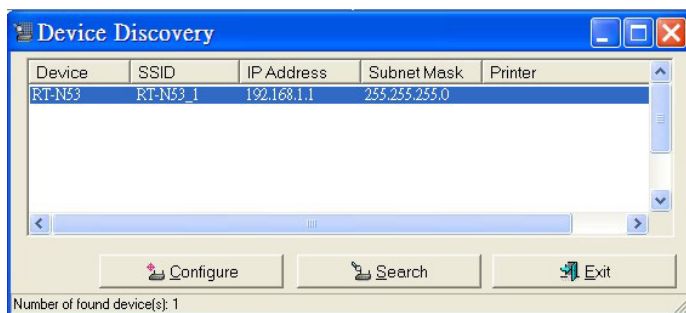 Device Discovery
Device SSID IP Address Subnet Mask Printer
RT-N53 RT-N53_1 192.168.1.1 255.255.255.0
Configure Search Exit
Number of found device(s): 1